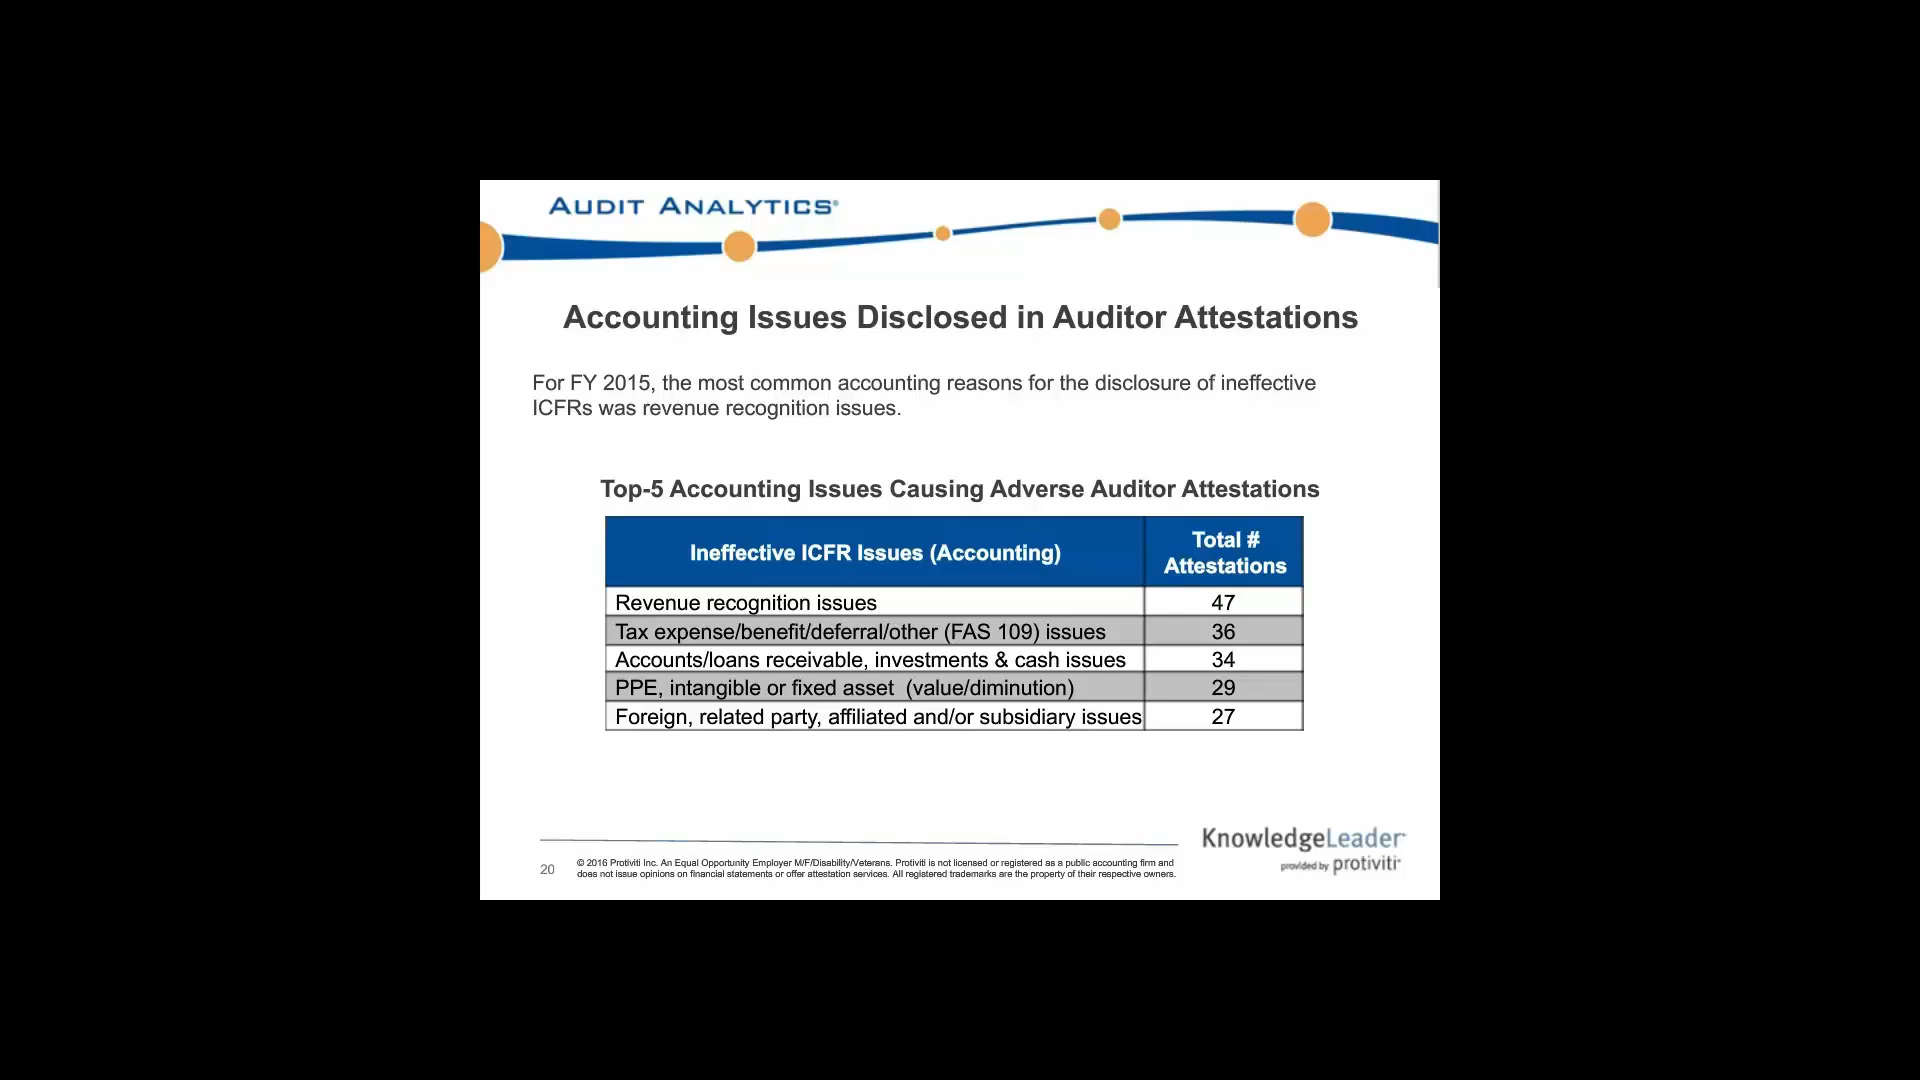 AUDIT ANALYTICS®
Accounting Issues Disclosed in Auditor Attestations
For FY 2015, the most common accounting reasons for the disclosure of ineffective
ICFRs was revenue recognition issues.
Top-5 Accounting Issues Causing Adverse Auditor Attestations
Ineffective ICFR Issues (Accounting)
Total #
Attestations
Revenue recognition issues 47
Tax expense/benefit/deferral/other (FAS 109) issues 36
Accounts/loans receivable, investments & cash issues 34
PPE, intangible or fixed asset (value/diminution) 29
Foreign, related party, affiliated and/or subsidiary issues 27
KnowledgeLeader
provided by protiviti
20
© 2016 Protiviti Inc. An Equal Opportunity Employer M/F/Disability/Veterans. Protiviti is not licensed or registered as a public accounting firm and
does not issue opinions on financial statements or offer attestation services. All registered trademarks are the property of their respective owners.